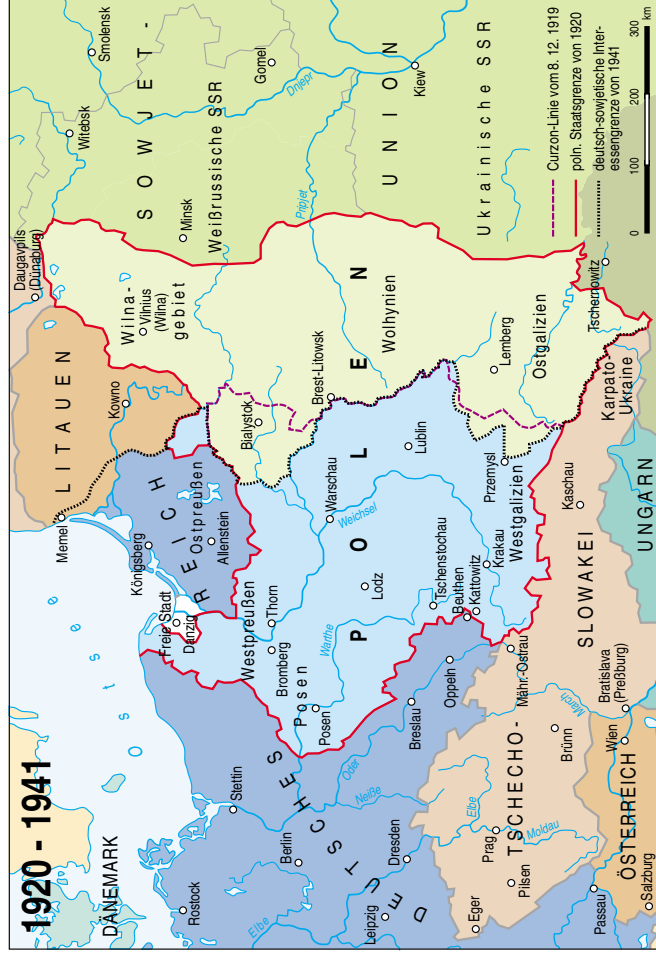 1920 - 1941
DÄNEMARK
Ostsee
LITAUEN
SOWJET-
UNION
Weißrussische SSR
Ukrainische SSR
Daugavpils
(Dünaburg)
Witebsk
Smolensk
Gomel
Minsk
Dnjepr
Kiew
Pripjet
Wilna-
gebiet
Vilnius
(Wilna)
Kowno
Memel
Königsberg
Freie Stadt
Danzig
DEUTSCHES REICH
Ostpreußen
Allenstein
Westpreußen
Thorn
Bromberg
Posen
Posen
Stettin
Rostock
Berlin
Elbe
Leipzig
Dresden
Oder
Neiße
Breslau
Oppeln
Warthe
POLEN
Bialystok
Brest-Litowsk
Wolhynien
Warschau
Weichsel
Lodz
Lublin
Tschenstochau
Beuthen
Kattowitz
Krakau
Westgalizien
Przemysl
Lemberg
Ostgalizien
Tschernowitz
Karpato-
Ukraine
Kaschau
UNGARN
SLOWAKEI
TSCHECHO-
Mähr.-Ostrau
March
Bratislava
(Preßburg)
Brünn
Wien
ÖSTERREICH
Elbe
Prag
Moldau
Pilsen
Eger
Passau
Salzburg
Curzon-Linie vom 8. 12. 1919
poln. Staatsgrenze von 1920
deutsch-sowjetische Inter-
essengrenze von 1941
0 100 200 300
km